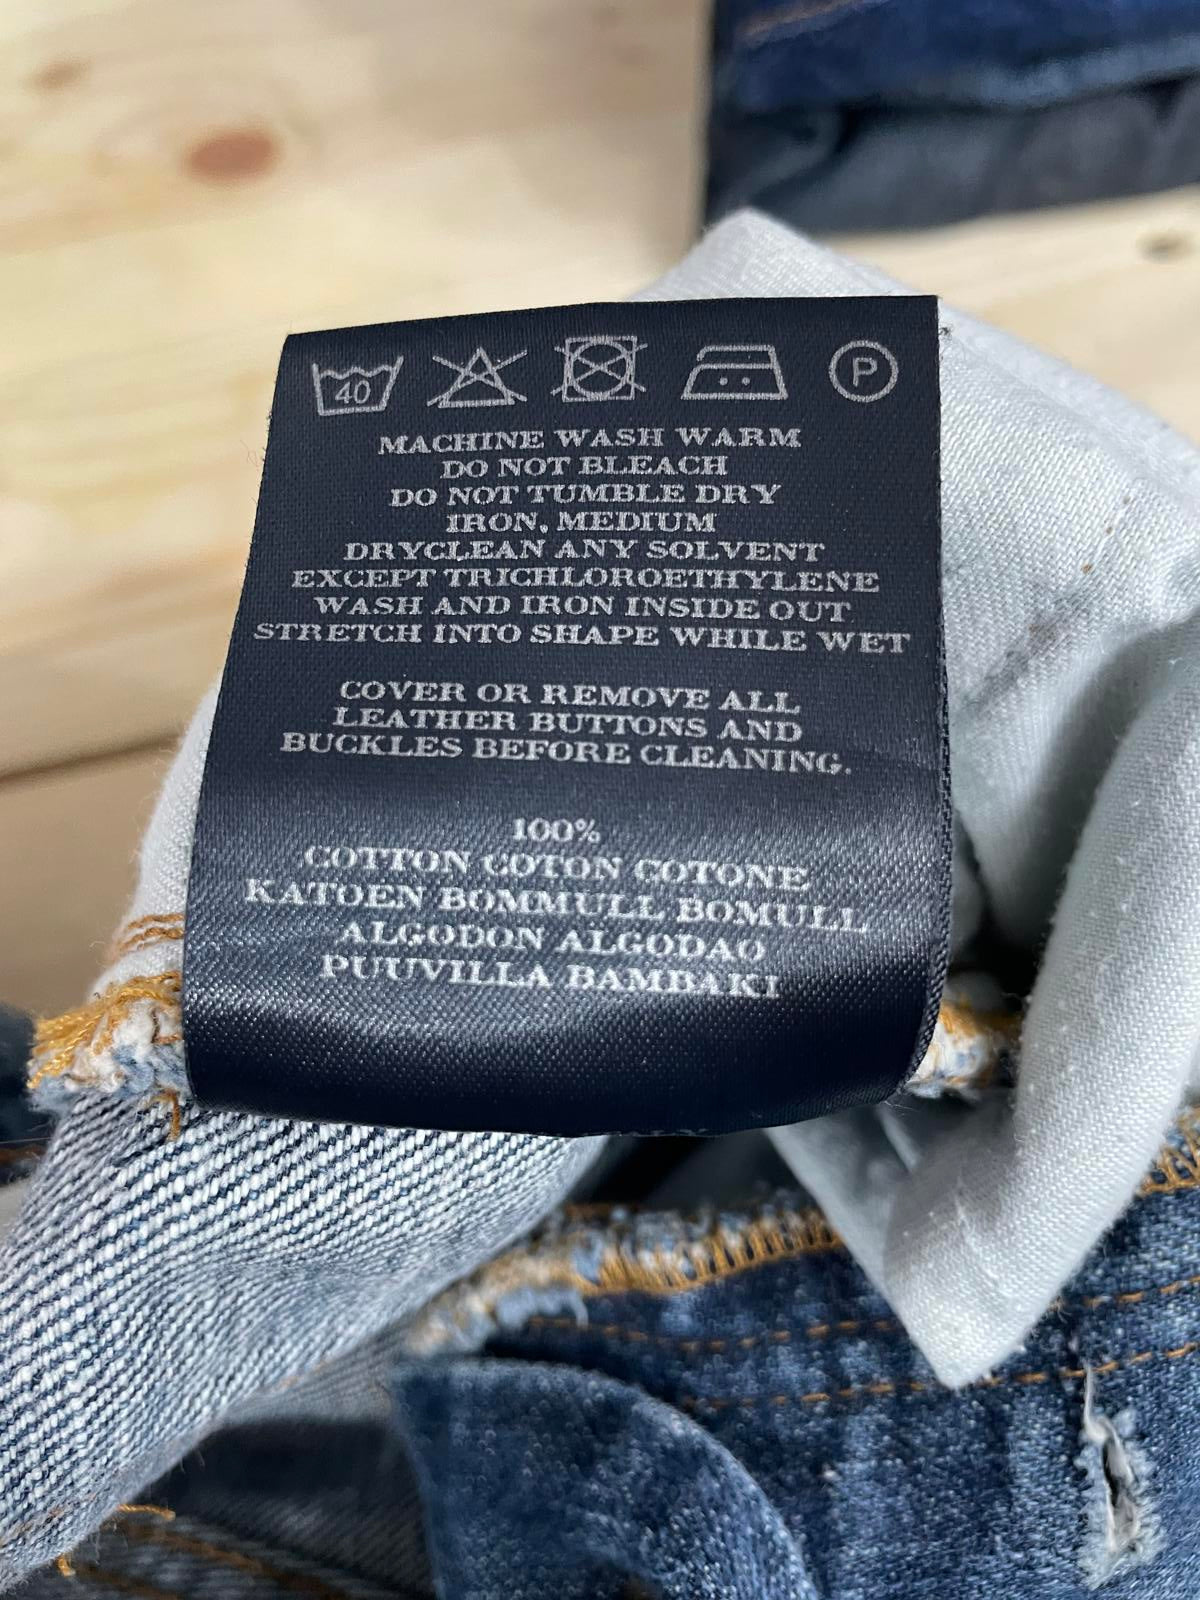 40 P
MACHINE WASH WARM
DO NOT BLEACH
DO NOT TUMBLE DRY
IRON, MEDIUM
DRYCLEAN ANY SOLVENT
EXCEPT TRICHLOROETHYLENE
WASH AND IRON INSIDE OUT
STRETCH INTO SHAPE WHILE WET
COVER OR REMOVE ALL
LEATHER BUTTONS AND
BUCKLES BEFORE CLEANING.
100%
COTTON COTON COTONE
KATOEN BOMMULL BOMULL
ALGODON ALGODAO
PUUVILLA BAMBAKI